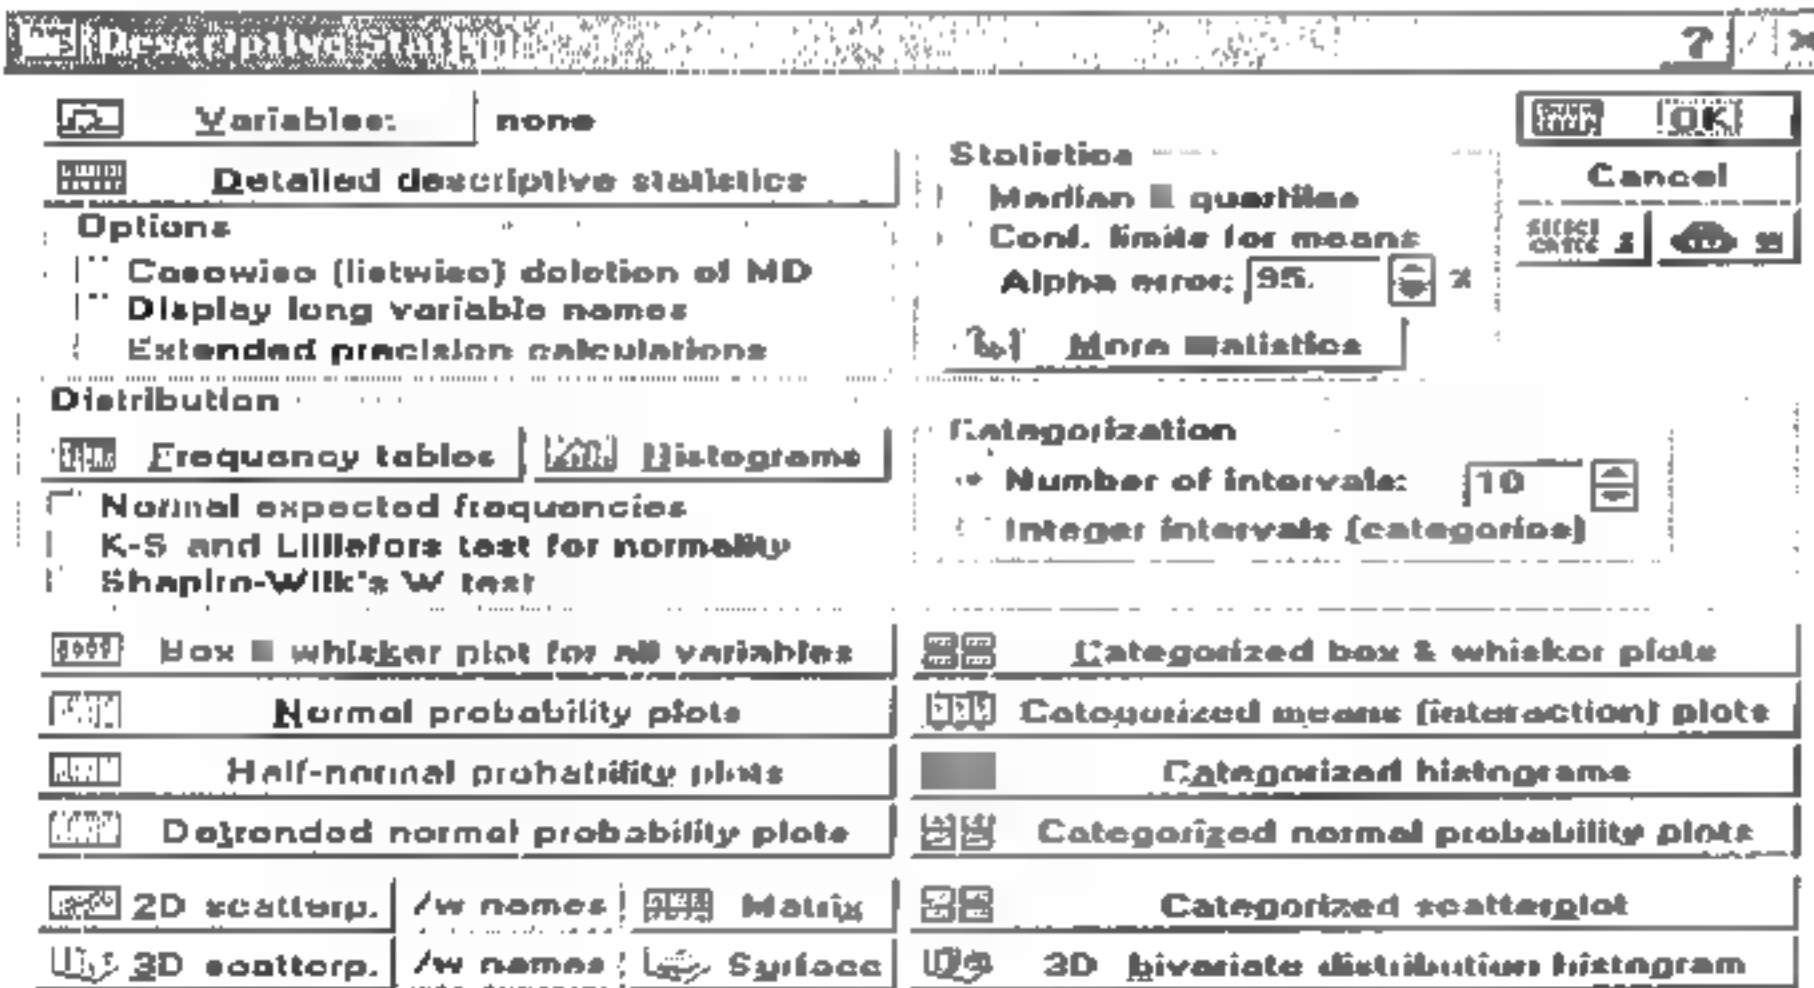 Descriptive Statistics
? ×
Variables: none
OK
Detailed descriptive statistics
Cancel
Statistics
Median & quartiles
Conf. limits for means
Alpha error: 95. %
More statistics
SELECT CASES S
W
Options
Casewise (listwise) deletion of MD
Display long variable names
Extended precision calculations
Distribution
Frequency tables
Histograms
Normal expected frequencies
K-S and Lilliefors test for normality
Shapiro-Wilk's W test
Categorization
Number of intervals: 10
Integer intervals (categories)
Box & whisker plot for all variables
Categorized box & whisker plots
Normal probability plots
Categorized means (interaction) plots
Half-normal probability plots
Categorized histograms
Detrended normal probability plots
Categorized normal probability plots
2D scatterp. /w names Matrix
Categorized scatterplot
3D scatterp. /w names Surface
3D bivariate distribution histogram